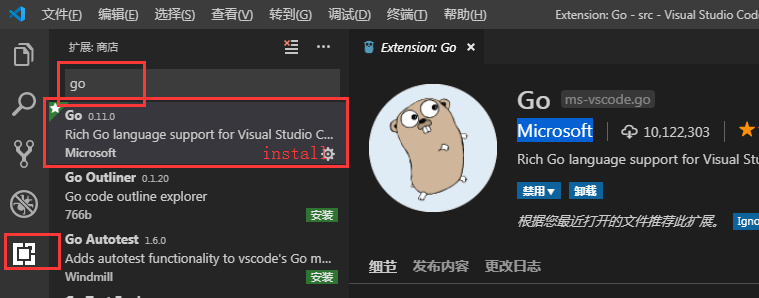 文件(F) 编辑(E) 选择(S) 查看(V) 转到(G) 调试(D) 终端(T) 帮助(H) Extension: Go - src - Visual Studio Code
扩展: 商店
Extension: Go
go
Go 0.11.0
Rich Go language support for Visual Studio C...
Microsoft
install
Go Outliner 0.1.20
Go code outline explorer
766b
安装
Go Autotest 1.6.0
Adds autotest functionality to vscode's Go m...
Windmill
安装
Go ms-vscode.go
Microsoft 10,122,303
Rich Go language support for Visual Stu
禁用 卸载
根据您最近打开的文件推荐此扩展。 Igno
细节 发布内容 更改日志